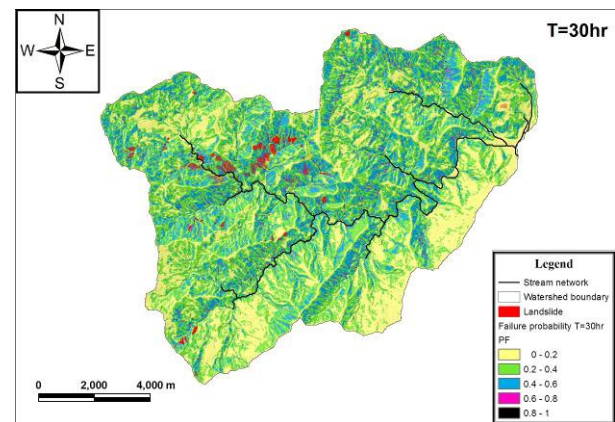 N
T=30hr
W E
S
Legend
Stream network
Watershed boundary
Landslide
Failure probability T=30hr
PF
0 - 0.2
0.2 - 0.4
0.4 - 0.6
0.6 - 0.8
0.8 - 1
0 2,000 4,000 m